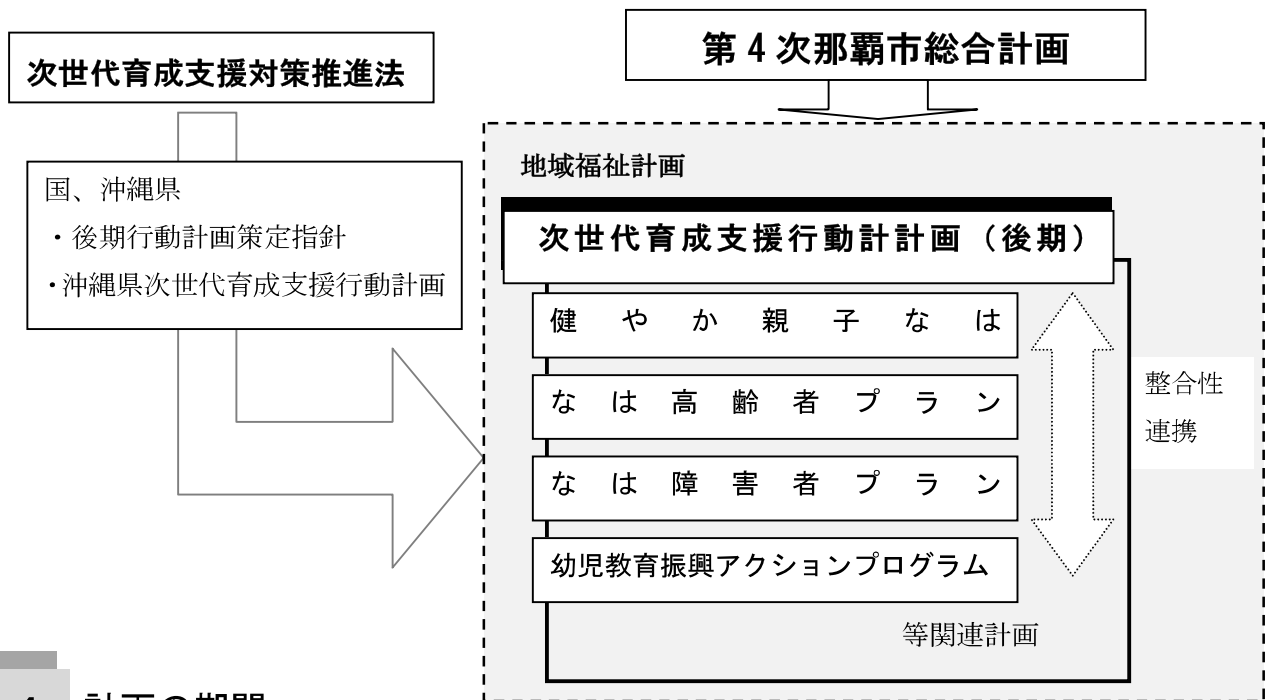 次世代育成支援対策推進法
第4次那覇市総合計画
国、沖縄県
・後期行動計画策定指針
・沖縄県次世代育成支援行動計画
地域福祉計画
次世代育成支援行動計計画（後期）
健やか親子なは
なは高齢者プラン
なは障害者プラン
幼児教育振興アクションプログラム
等関連計画
整合性
連携